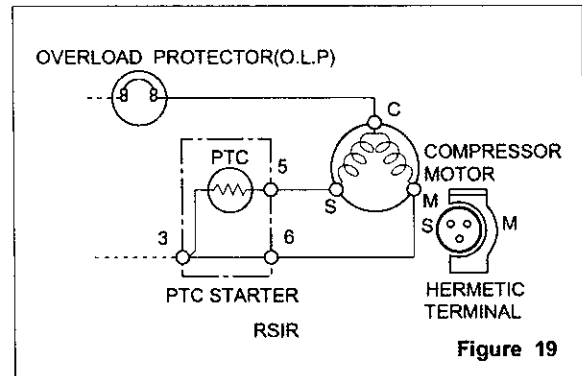 OVERLOAD PROTECTOR(O.L.P)
C
PTC
5
COMPRESSOR
MOTOR
S
M
3
6
S
M
PTC STARTER
HERMETIC
TERMINAL
RSIR
Figure 19